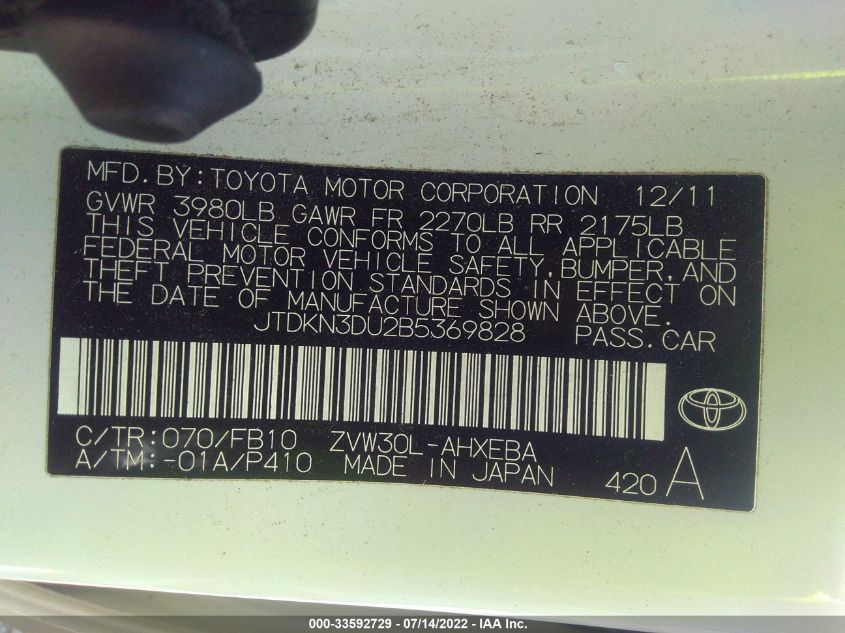 MFD. BY: TOYOTA MOTOR CORPORATION 12/11
GVWR 3980LB GAWR FR 2270LB RR 2175LB
THIS VEHICLE CONFORMS TO ALL APPLICABLE
FEDERAL MOTOR VEHICLE SAFETY, BUMPER, AND
THEFT PREVENTION STANDARDS IN EFFECT ON
THE DATE OF MANUFACTURE SHOWN ABOVE.
JTDKN3DU2B5369828 PASS. CAR
C/TR: 070/FB10 ZVW30L-AHXEBA
A/TM: -01A/P410 MADE IN JAPAN 420 A
000-33592729 - 07/14/2022 - IAA Inc.